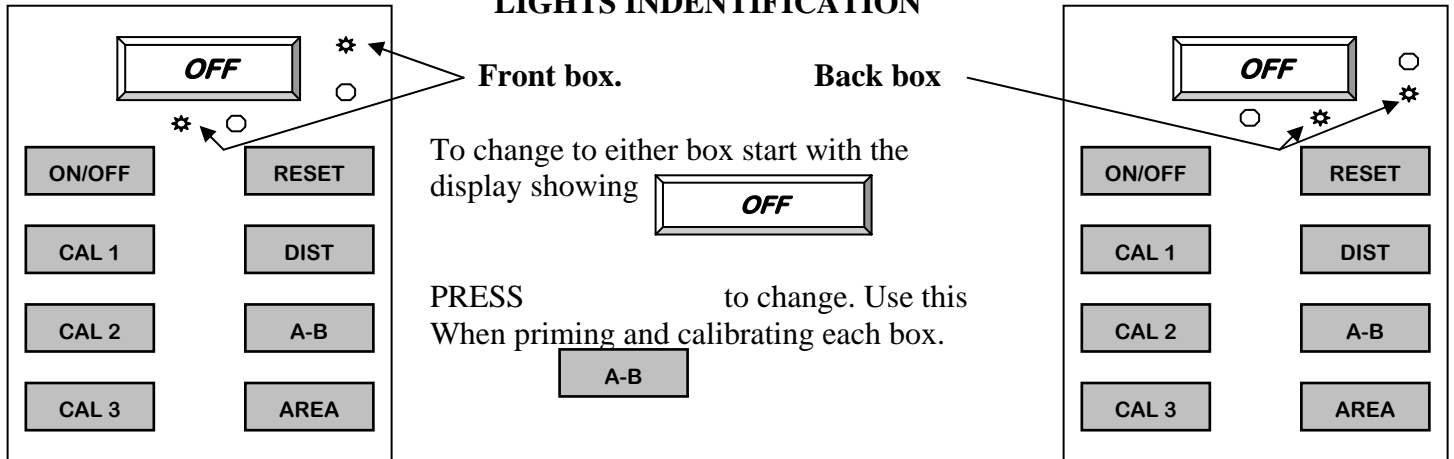 LIGHTS INDENTIFICATION
OFF
ON/OFF RESET
CAL 1 DIST
CAL 2 A-B
CAL 3 AREA
Front box. Back box
To change to either box start with the
display showing OFF
PRESS to change. Use this
When priming and calibrating each box.
A-B
OFF
ON/OFF RESET
CAL 1 DIST
CAL 2 A-B
CAL 3 AREA